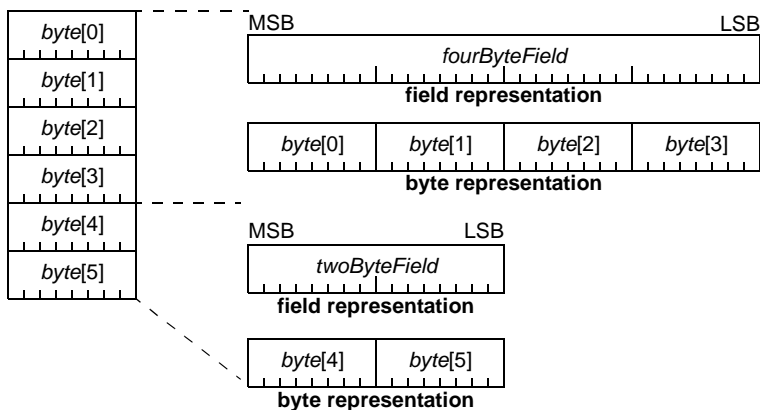 byte[0]
byte[1]
byte[2]
byte[3]
byte[4]
byte[5]
MSB LSB
fourByteField
field representation
byte[0] byte[1] byte[2] byte[3]
byte representation
MSB LSB
twoByteField
field representation
byte[4] byte[5]
byte representation